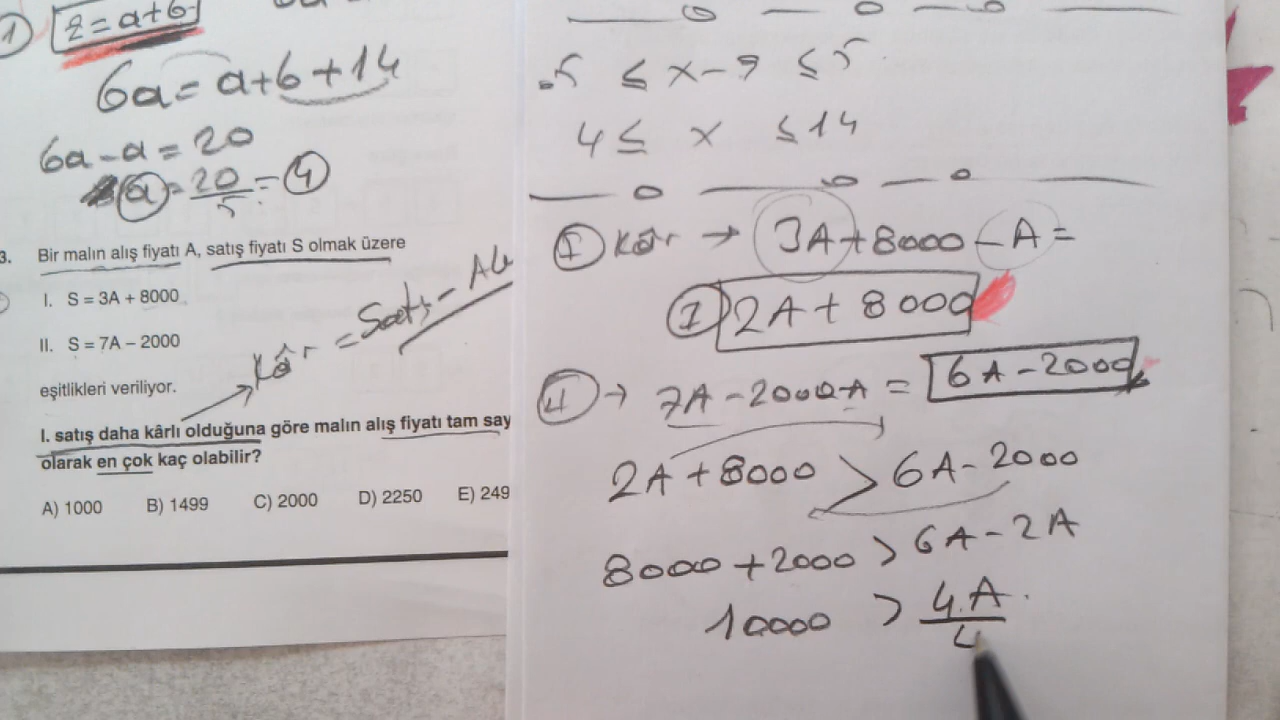 1) 2 = a+6
6a = a+6+14
6a - a = 20
a = 20/5 = 4
3. Bir malın alış fiyatı A, satış fiyatı S olmak üzere
I. S = 3A + 8000
II. S = 7A – 2000
eşitlikleri veriliyor.
Kâr = Satış - Alı
I. satış daha kârlı olduğuna göre malın alış fiyatı tam say
olarak en çok kaç olabilir?
A) 1000 B) 1499 C) 2000 D) 2250 E) 249
-5 ≤ x-9 ≤ 5
4 ≤ x ≤ 14
I Kâr → 3A+8000 - A =
I 2A + 8000
II → 7A - 2000 - A = 6A - 2000
2A + 8000 > 6A - 2000
8000 + 2000 > 6A - 2A
10000 > 4.A/4